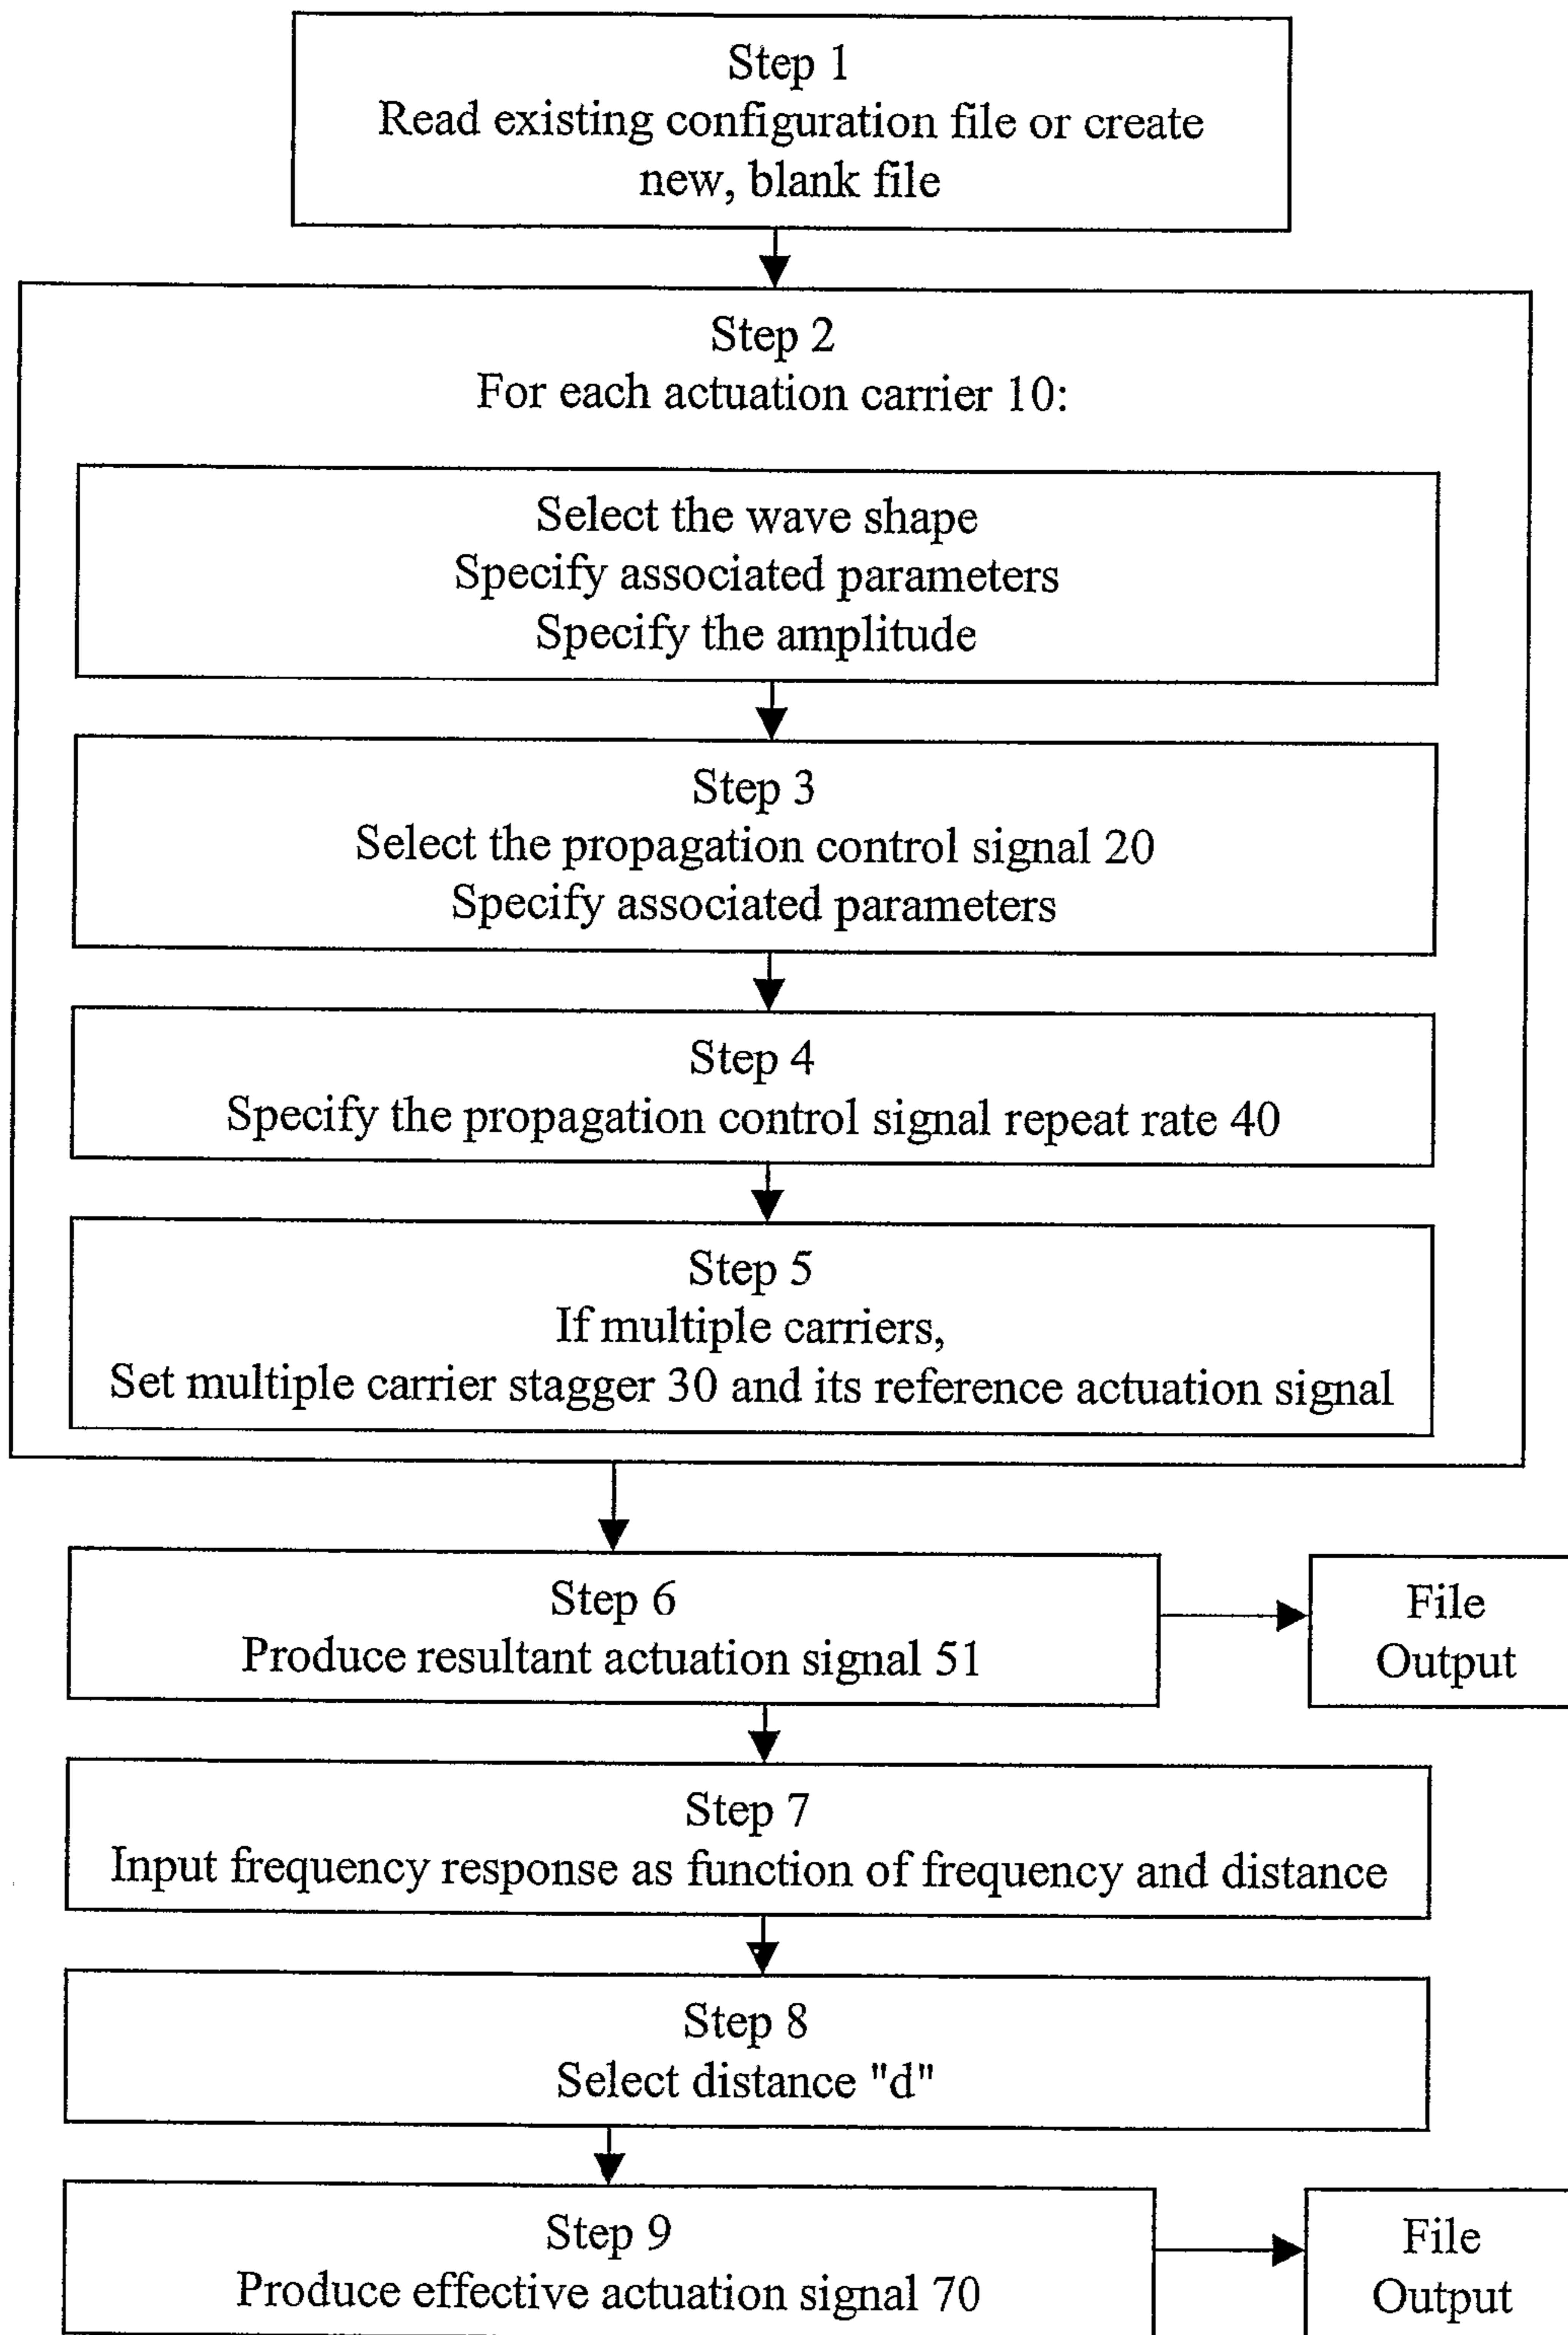 Step 1
Read existing configuration file or create
new, blank file
Step 2
For each actuation carrier 10:
Select the wave shape
Specify associated parameters
Specify the amplitude
Step 3
Select the propagation control signal 20
Specify associated parameters
Step 4
Specify the propagation control signal repeat rate 40
Step 5
If multiple carriers,
Set multiple carrier stagger 30 and its reference actuation signal
Step 6
Produce resultant actuation signal 51
File
Output
Step 7
Input frequency response as function of frequency and distance
Step 8
Select distance "d"
Step 9
Produce effective actuation signal 70
File
Output